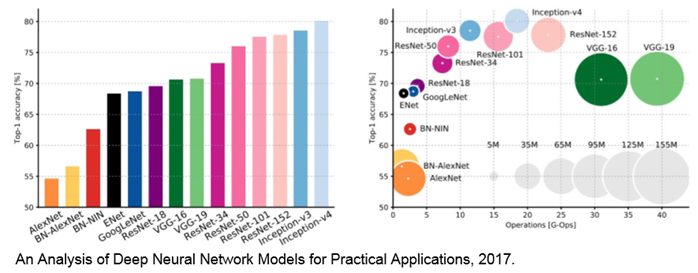 Top-1 accuracy [%]
80
75
70
65
60
55
50
AlexNet
BN-AlexNet
BN-NIN
ENet
GoogLeNet
ResNet-18
VGG-16
VGG-19
ResNet-34
ResNet-50
ResNet-101
ResNet-152
Inception-v3
Inception-v4
Top-1 accuracy [%]
80
75
70
65
60
55
50
Inception-v4
Inception-v3
ResNet-152
ResNet-50
ResNet-101
VGG-16
VGG-19
ResNet-34
ResNet-18
GoogLeNet
ENet
BN-NIN
5M 35M 65M 95M 125M 155M
BN-AlexNet
AlexNet
0 5 10 15 20 25 30 35 40
Operations [G-Ops]
An Analysis of Deep Neural Network Models for Practical Applications, 2017.